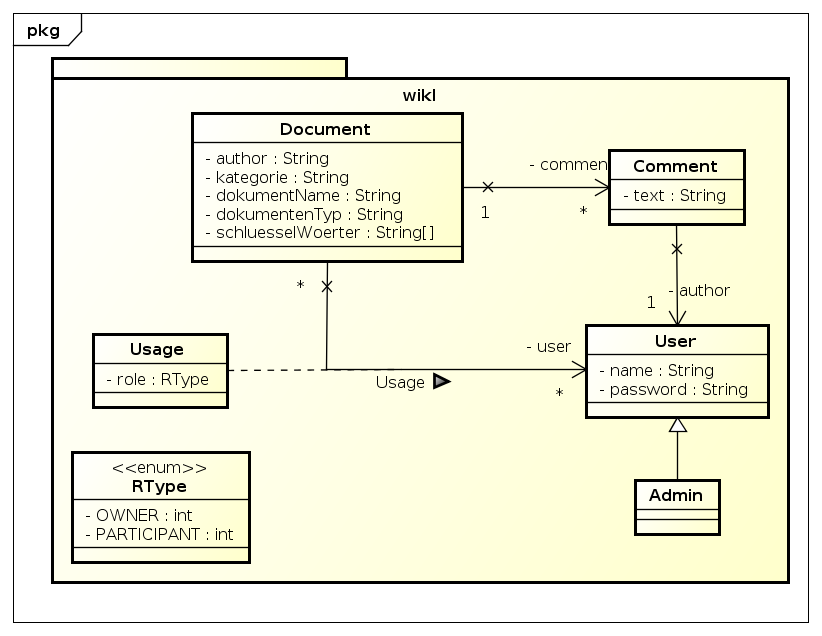 pkg
wikl
Document
- author : String
- kategorie : String
- dokumentName : String
- dokumentenTyp : String
- schluesselWoerter : String[]
- commen
1
*
Comment
- text : String
*
- author
1
Usage
- role : RType
- user
Usage
*
User
- name : String
- password : String
<<enum>>
RType
- OWNER : int
- PARTICIPANT : int
Admin